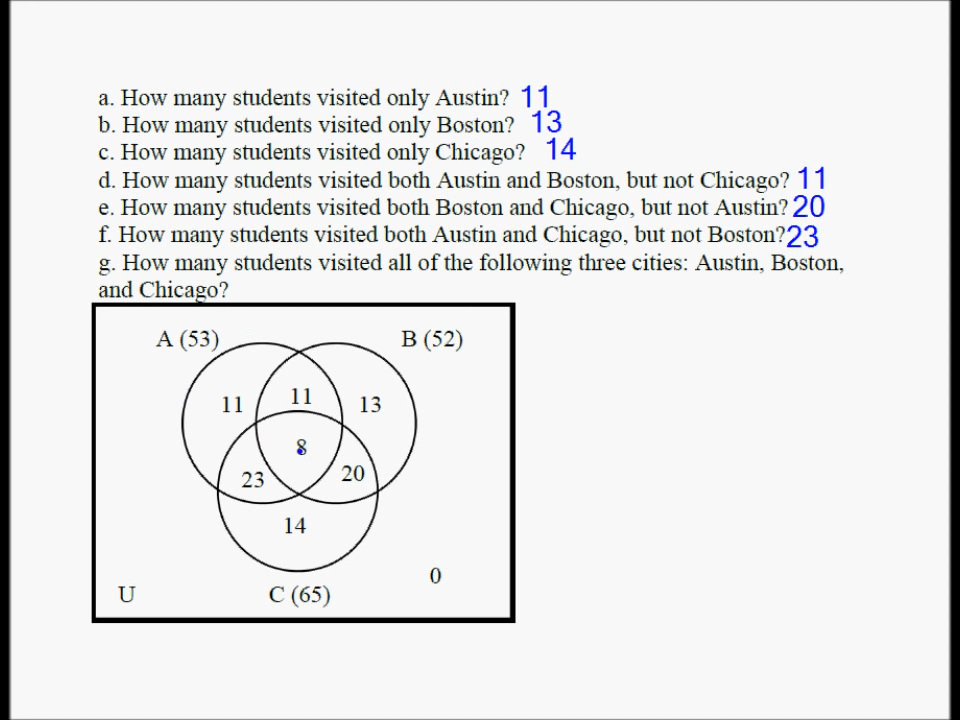 a. How many students visited only Austin? 11
b. How many students visited only Boston? 13
c. How many students visited only Chicago? 14
d. How many students visited both Austin and Boston, but not Chicago? 11
e. How many students visited both Boston and Chicago, but not Austin? 20
f. How many students visited both Austin and Chicago, but not Boston? 23
g. How many students visited all of the following three cities: Austin, Boston,
and Chicago?
A (53) B (52)
11 11 13
8
23 20
14
0
U C (65)